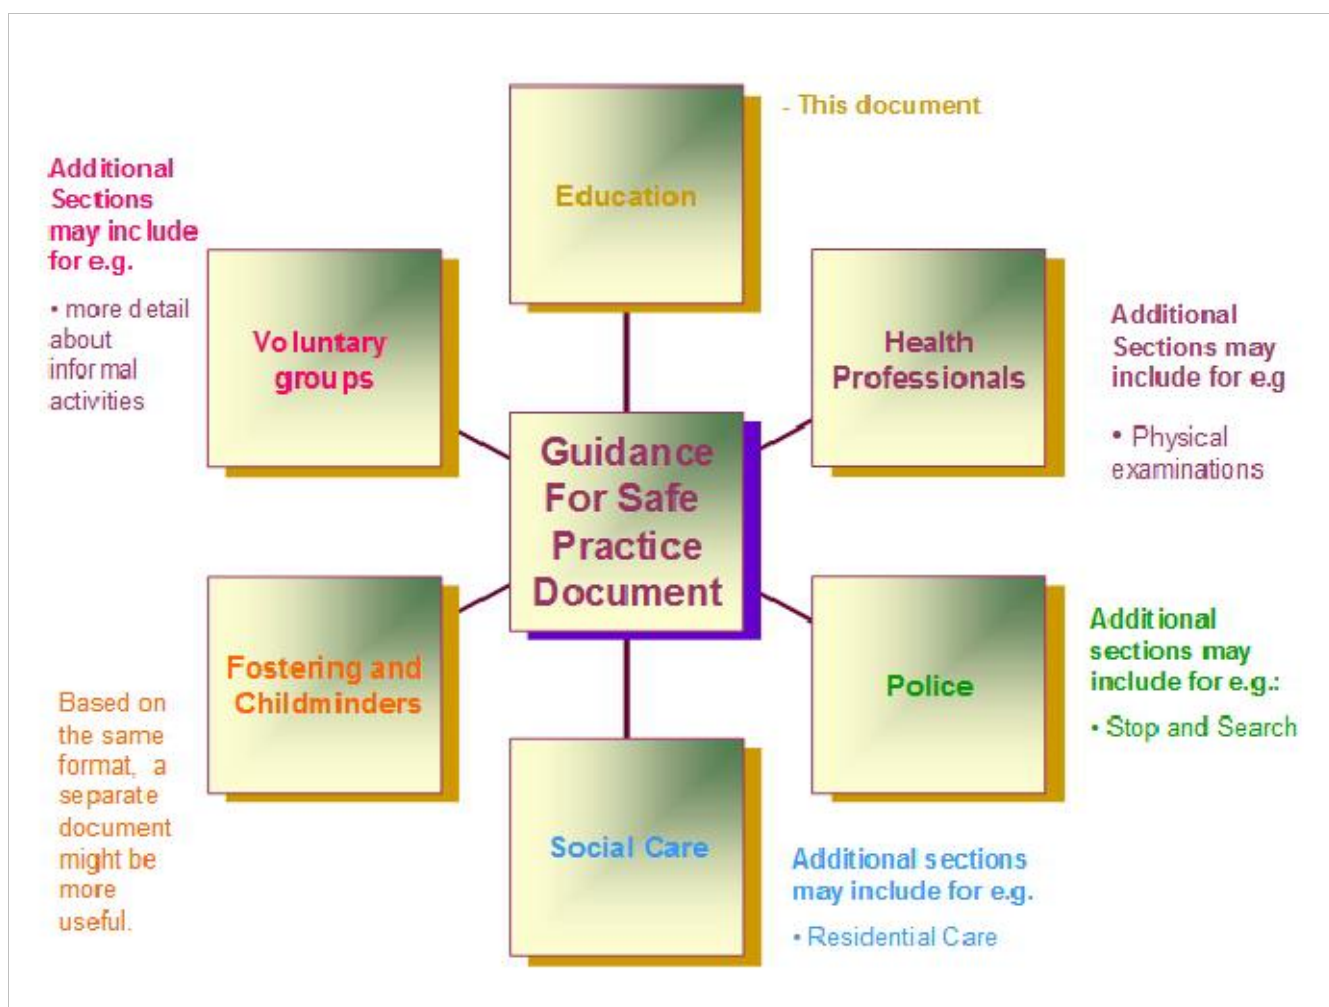 Education
- This document
Additional
Sections
may include
for e.g.
• more detail
about
informal
activities
Voluntary
groups
Health
Professionals
Additional
Sections may
include for e.g
• Physical
examinations
Guidance
For Safe
Practice
Document
Fostering and
Childminders
Based on
the same
format, a
separate
document
might be
more
useful.
Police
Additional
sections may
include for e.g.:
• Stop and Search
Social Care
Additional sections
may include for e.g.
• Residential Care